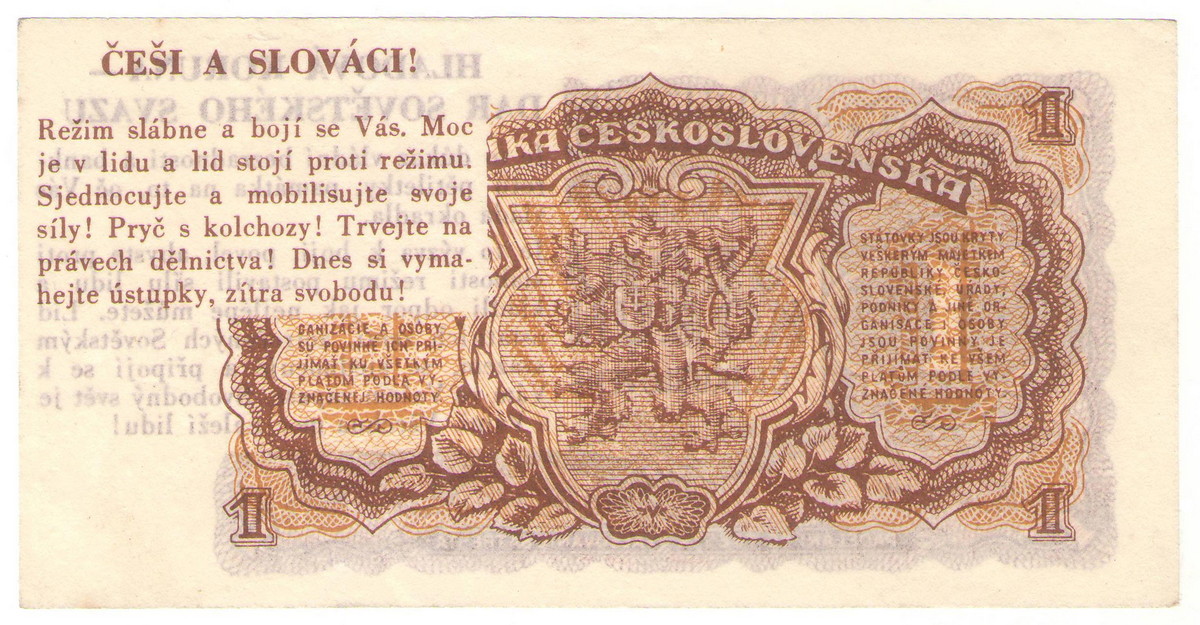 ČEŠI A SLOVÁCI!
Režim slábne a bojí se Vás. Moc
je v lidu a lid stojí proti režimu.
Sjednocujte a mobilisujte svoje
síly! Pryč s kolchozy! Trvejte na
právech dělnictva! Dnes si vyma-
hejte ústupky, zítra svobodu!
IKA ČESKOSLOVENSKÁ
1
GANIZÁCIE A OSOBY
SÚ POVINNÉ ICH PRI-
JÍMAŤ KU VŠETKÝM
PLATOM PODĽA VY-
ZNAČENEJ HODNOTY.
STÁTOVKY JSOU KRYTY
VEŠKERÝM MAJETKEM
REPUBLIKY ČESKO-
SLOVENSKÉ, ÚŘADY,
PODNIKY A JINÉ OR-
GANISACE I OSOBY
JSOU POVINNY JE
PŘIJÍMAT KE VŠEM
PLATŮM PODLE VY-
ZNAČENÉ HODNOTY.
1
1